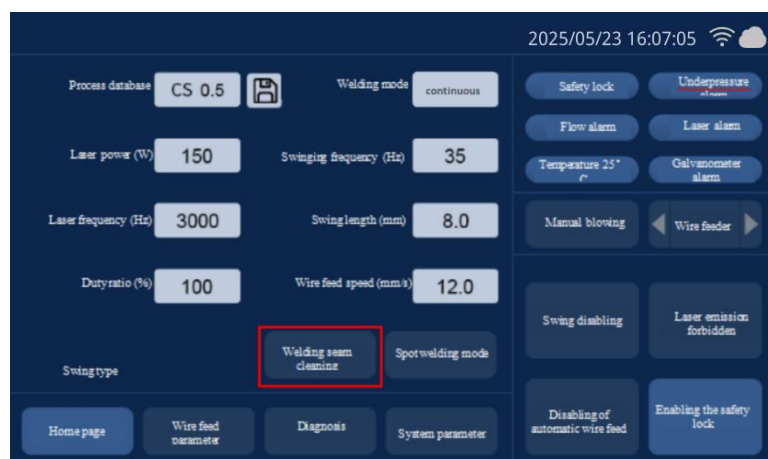 2025/05/23 16:07:05
Process database
CS 0.5
Welding mode
continuous
Laser power (W)
150
Swinging frequency (Hz)
35
Laser frequency (Hz)
3000
Swing length (mm)
8.0
Duty ratio (%)
100
Wire feed speed (mm/s)
12.0
Swing type
Welding seam
cleaning
Spot welding mode
Home page
Wire feed
parameter
Diagnosis
System parameter
Safety lock
Underpressure
alarm
Flow alarm
Laser alarm
Temperature 25°
C
Galvanometer
alarm
Manual blowing
Wire feeder
Swing disabling
Laser emission
forbidden
Disabling of
automatic wire feed
Enabling the safety
lock